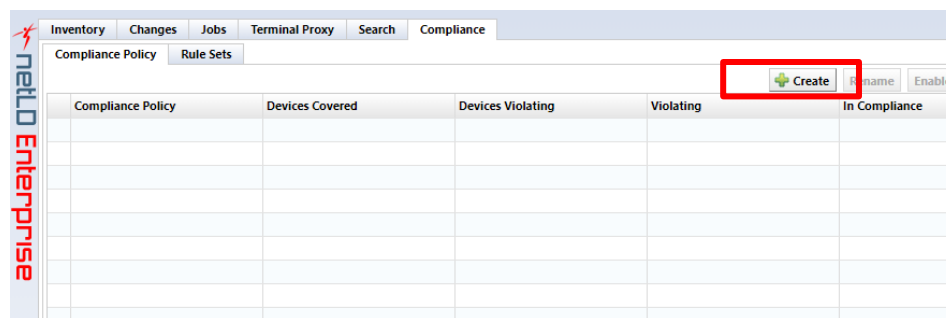 Inventory Changes Jobs Terminal Proxy Search Compliance
Compliance Policy Rule Sets
Create Rename Enable
Compliance Policy Devices Covered Devices Violating Violating In Compliance
netLD Enterprise